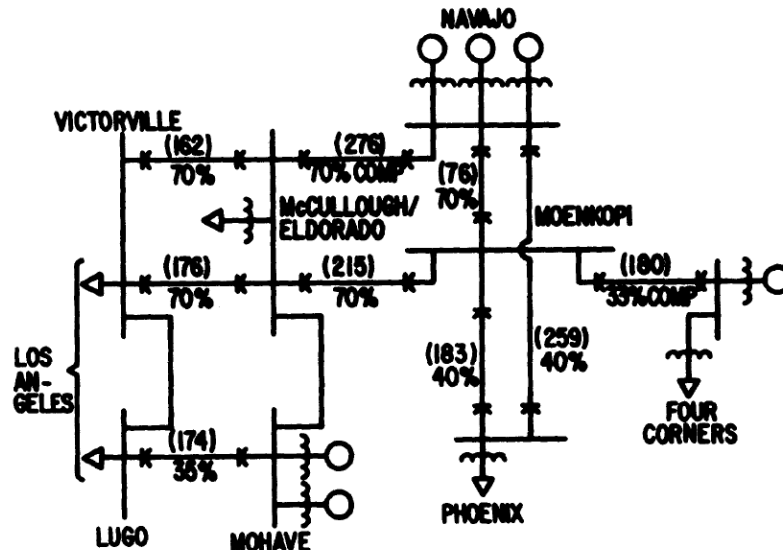 NAVAJO
VICTORVILLE
(162)
70%
(276)
70% COMP
(76)
70%
MOENKOPI
McCULLOUGH/
ELDORADO
(176)
70%
(215)
70%
(180)
33% COMP
(183)
40%
(259)
40%
LOS
AN-
GELES
FOUR
CORNERS
(174)
35%
PHOENIX
LUGO
MOHAVE